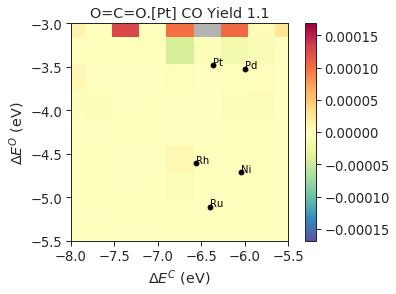 O=C=O.[Pt] CO Yield 1.1
−3.0
−3.5
−4.0
−4.5
−5.0
−5.5
ΔE^O (eV)
Pt
Pd
Rh
Ni
Ru
−8.0 −7.5 −7.0 −6.5 −6.0 −5.5
ΔE^C (eV)
0.00015
0.00010
0.00005
0.00000
−0.00005
−0.00010
−0.00015